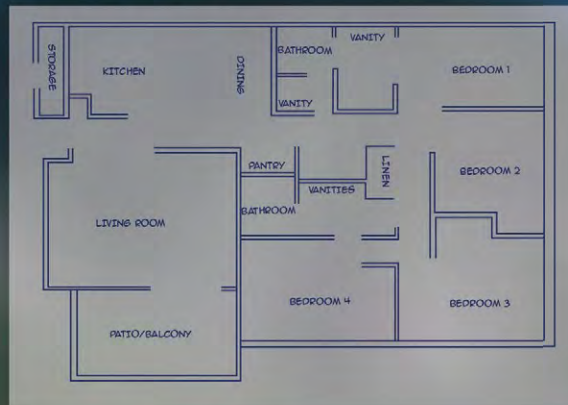 STORAGE
KITCHEN
DINING
BATHROOM
VANITY
VANITY
BEDROOM 1
PANTRY
VANITIES
LINEN
BEDROOM 2
BATHROOM
LIVING ROOM
BEDROOM 4
BEDROOM 3
PATIO/BALCONY